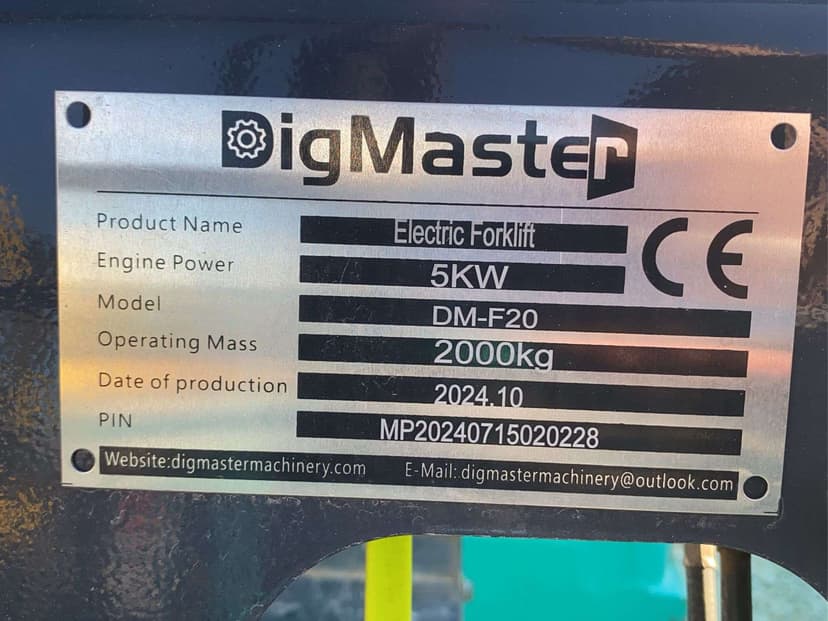 DigMaster
Product Name Electric Forklift
CE
Engine Power 5KW
Model DM-F20
Operating Mass 2000kg
Date of production 2024.10
PIN MP20240715020228
Website:digmastermachinery.com E-Mail: digmastermachinery@outlook.com